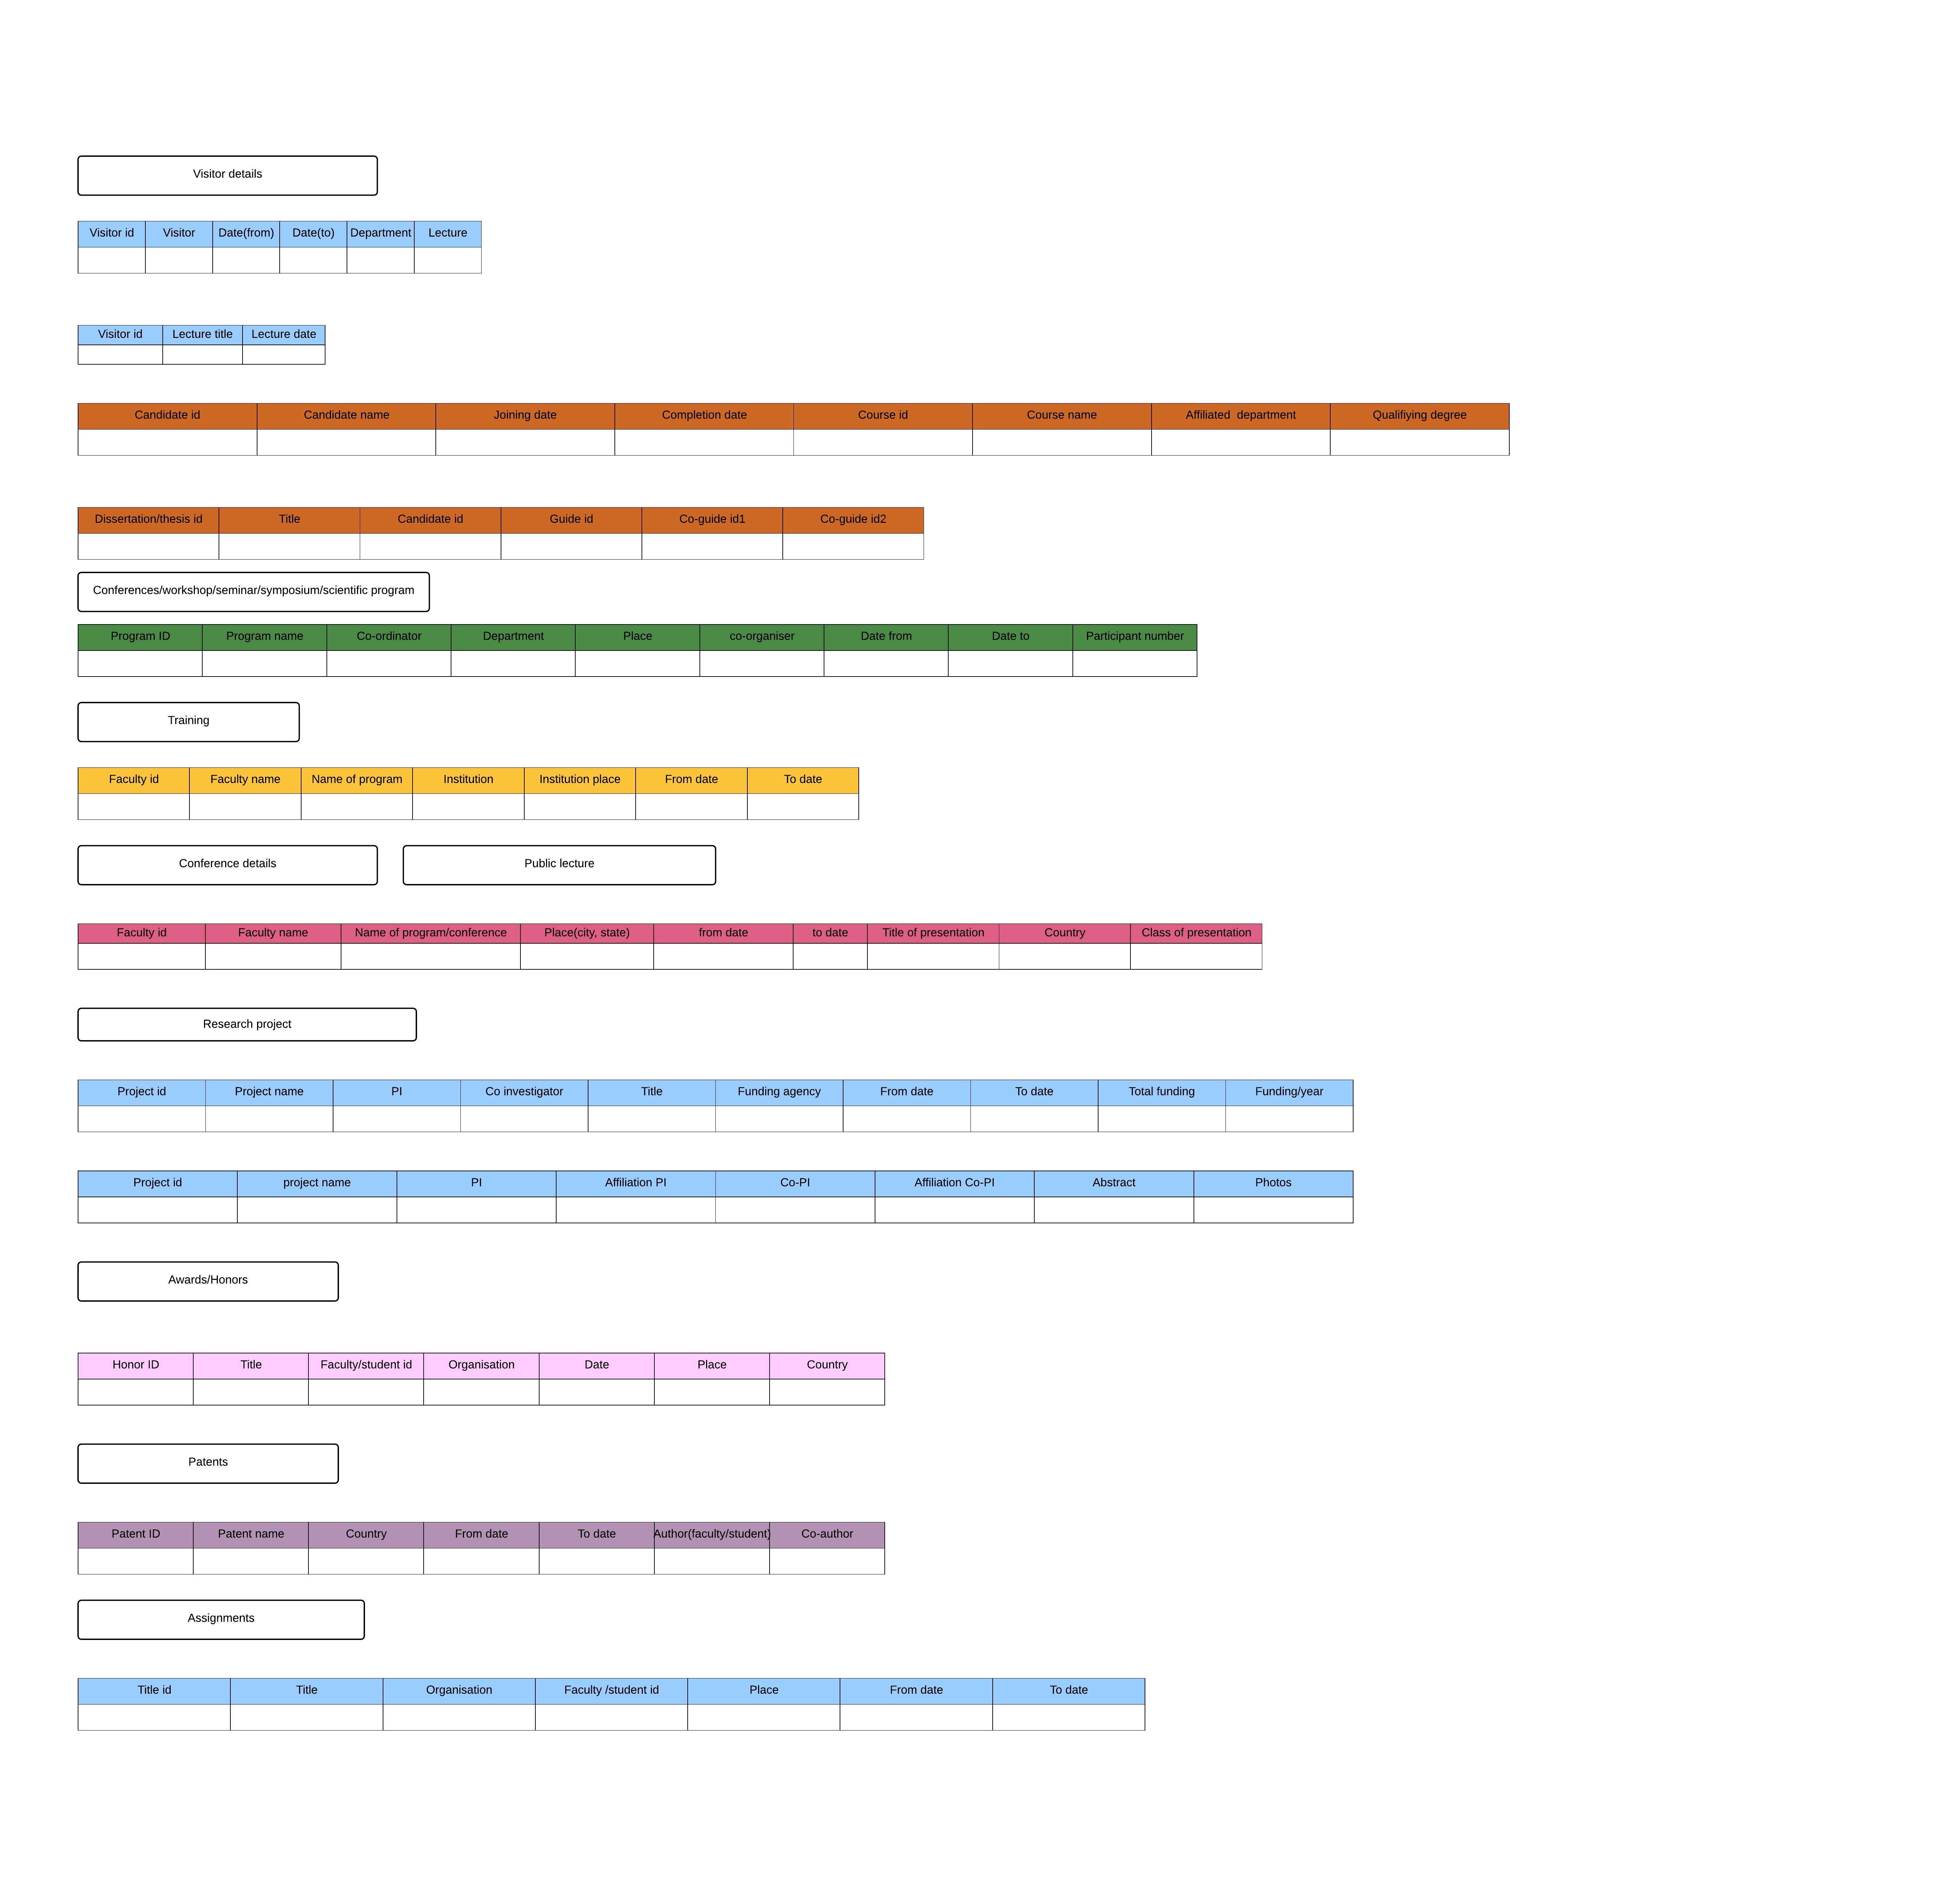 Visitor details
Visitor id Visitor Date(from) Date(to) Department Lecture
Visitor id Lecture title Lecture date
Candidate id Candidate name Joining date Completion date Course id Course name Affiliated department Qualifiying degree
Dissertation/thesis id Title Candidate id Guide id Co-guide id1 Co-guide id2
Conferences/workshop/seminar/symposium/scientific program
Program ID Program name Co-ordinator Department Place co-organiser Date from Date to Participant number
Training
Faculty id Faculty name Name of program Institution Institution place From date To date
Conference details Public lecture
Faculty id Faculty name Name of program/conference Place(city, state) from date to date Title of presentation Country Class of presentation
Research project
Project id Project name PI Co investigator Title Funding agency From date To date Total funding Funding/year
Project id project name PI Affiliation PI Co-PI Affiliation Co-PI Abstract Photos
Awards/Honors
Honor ID Title Faculty/student id Organisation Date Place Country
Patents
Patent ID Patent name Country From date To date Author(faculty/student) Co-author
Assignments
Title id Title Organisation Faculty /student id Place From date To date